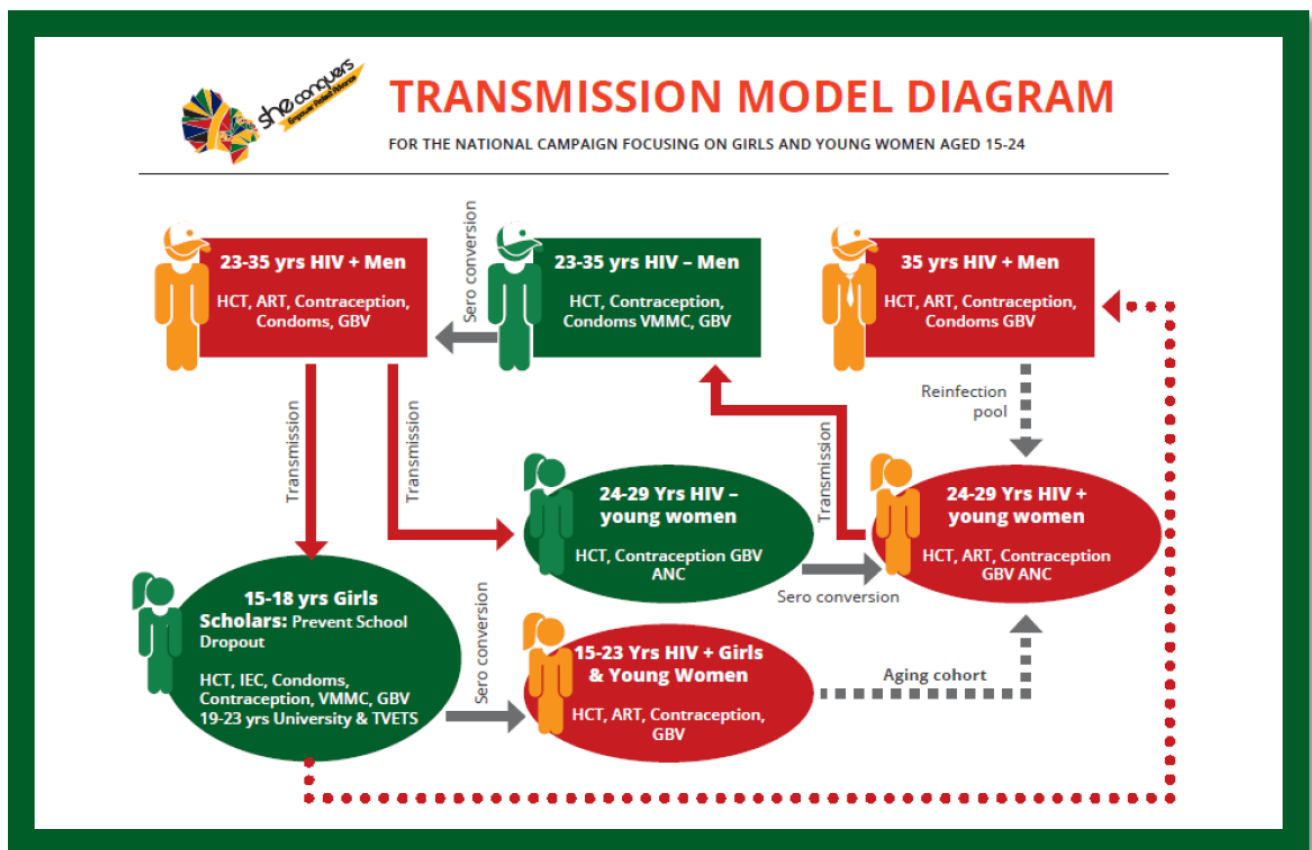 she conquers
Empower Protect Advance
TRANSMISSION MODEL DIAGRAM
FOR THE NATIONAL CAMPAIGN FOCUSING ON GIRLS AND YOUNG WOMEN AGED 15-24
23-35 yrs HIV + Men
HCT, ART, Contraception,
Condoms, GBV
Sero conversion
23-35 yrs HIV – Men
HCT, Contraception,
Condoms VMMC, GBV
35 yrs HIV + Men
HCT, ART, Contraception,
Condoms GBV
Reinfection
pool
Transmission
Transmission
Transmission
24-29 Yrs HIV –
young women
HCT, Contraception GBV
ANC
24-29 Yrs HIV +
young women
HCT, ART, Contraception
GBV ANC
Sero conversion
15-18 yrs Girls
Scholars: Prevent School
Dropout
HCT, IEC, Condoms,
Contraception, VMMC, GBV
19-23 yrs University & TVETS
Sero conversion
15-23 Yrs HIV + Girls
& Young Women
HCT, ART, Contraception,
GBV
Aging cohort